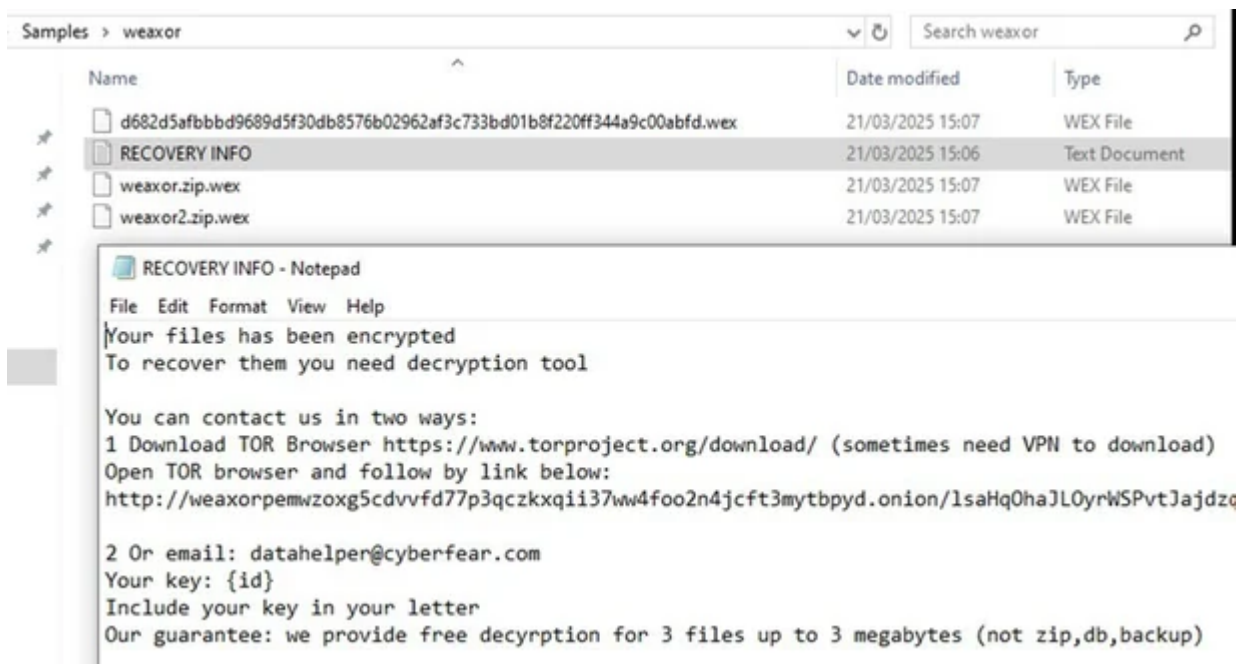 Samples > weaxor
Search weaxor
Name Date modified Type
d682d5afbbbd9689d5f30db8576b02962af3c733bd01b8f220ff344a9c00abfd.wex 21/03/2025 15:07 WEX File
RECOVERY INFO 21/03/2025 15:06 Text Document
weaxor.zip.wex 21/03/2025 15:07 WEX File
weaxor2.zip.wex 21/03/2025 15:07 WEX File
RECOVERY INFO - Notepad
File Edit Format View Help
Your files has been encrypted
To recover them you need decryption tool
You can contact us in two ways:
1 Download TOR Browser https://www.torproject.org/download/ (sometimes need VPN to download)
Open TOR browser and follow by link below:
http://weaxorpemwzoxg5cdvvfd77p3qczkxqii37ww4foo2n4jcft3mytbpyd.onion/lsaHqOhaJLOyrWSPvtJajdzq
2 Or email: datahelper@cyberfear.com
Your key: {id}
Include your key in your letter
Our guarantee: we provide free decyrption for 3 files up to 3 megabytes (not zip,db,backup)